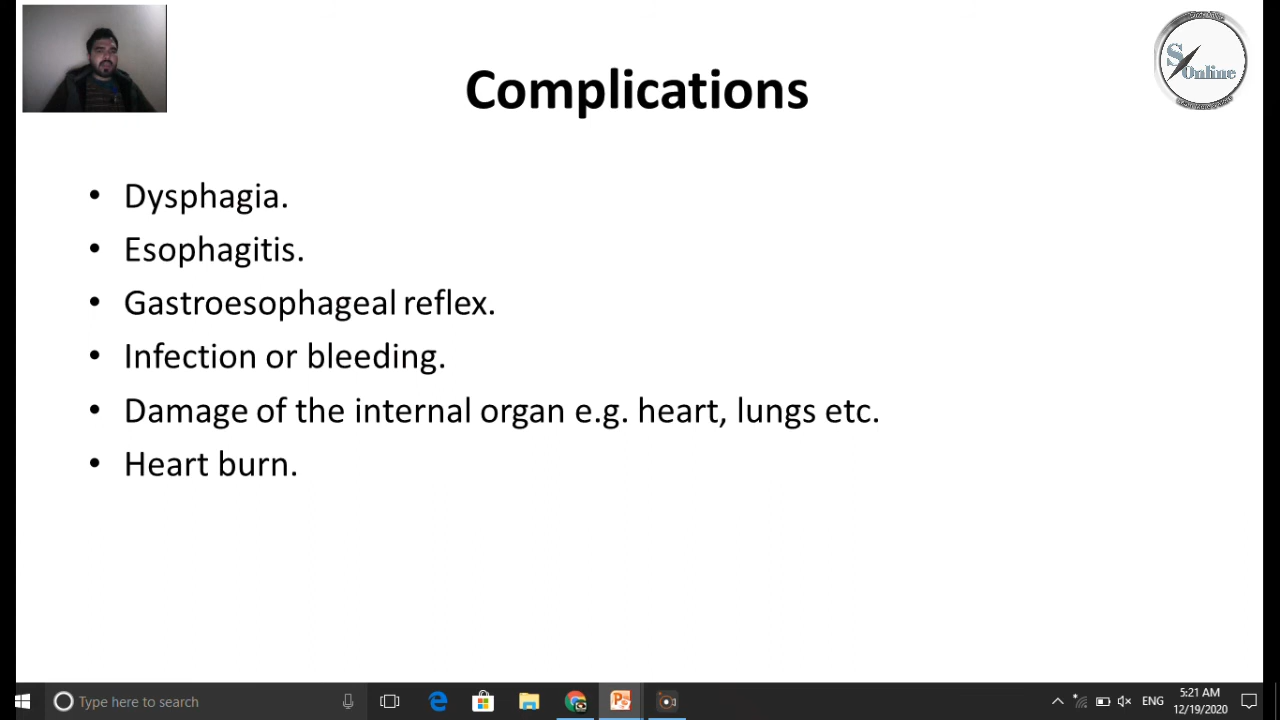 Complications
S
Online
• Dysphagia.
• Esophagitis.
• Gastroesophageal reflex.
• Infection or bleeding.
• Damage of the internal organ e.g. heart, lungs etc.
• Heart burn.
Type here to search
ENG
5:21 AM
12/19/2020